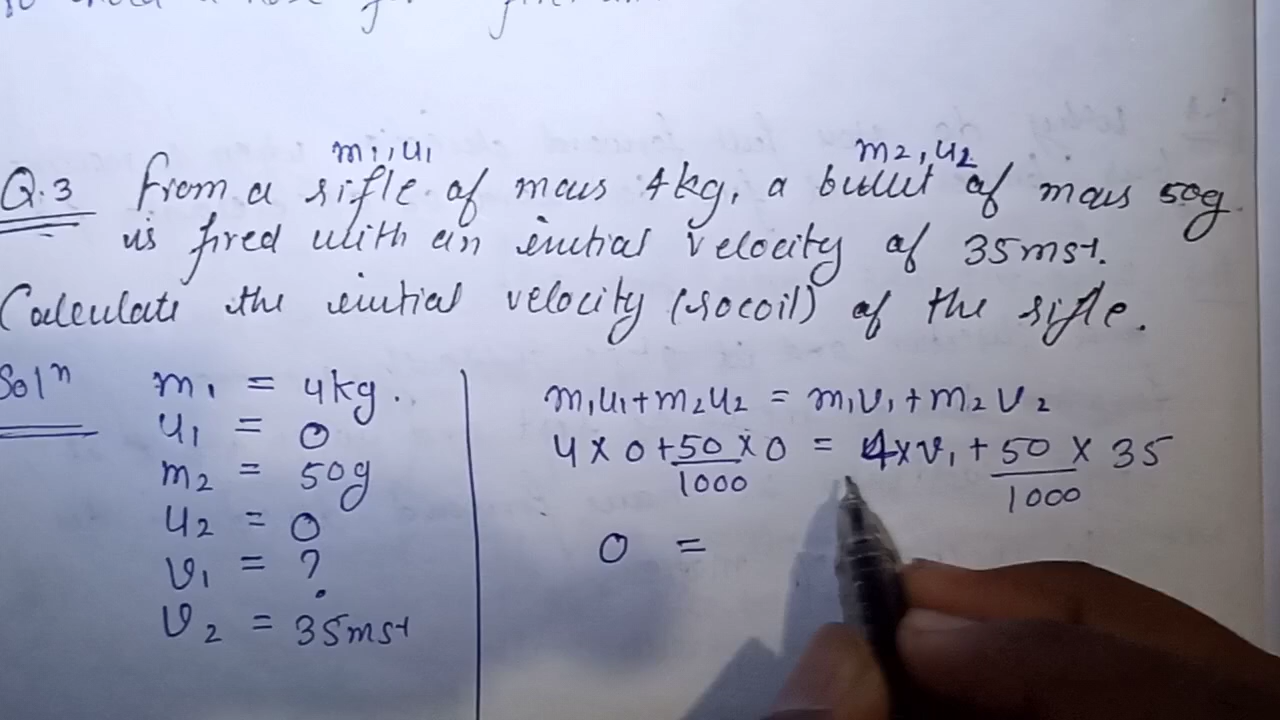 m1, u1 m2, u2
Q.3 From a rifle of mass 4kg, a bullet of mass 50g
is fired with an initial velocity of 35ms-1.
Calculate the initial velocity (recoil) of the rifle.
Soln m1 = 4kg. m1u1 + m2u2 = m1v1 + m2v2
u1 = 0 4 × 0 + 50/1000 × 0 = 4 × v1 + 50/1000 × 35
m2 = 50g
u2 = 0 0 =
v1 = ?
v2 = 35ms-1